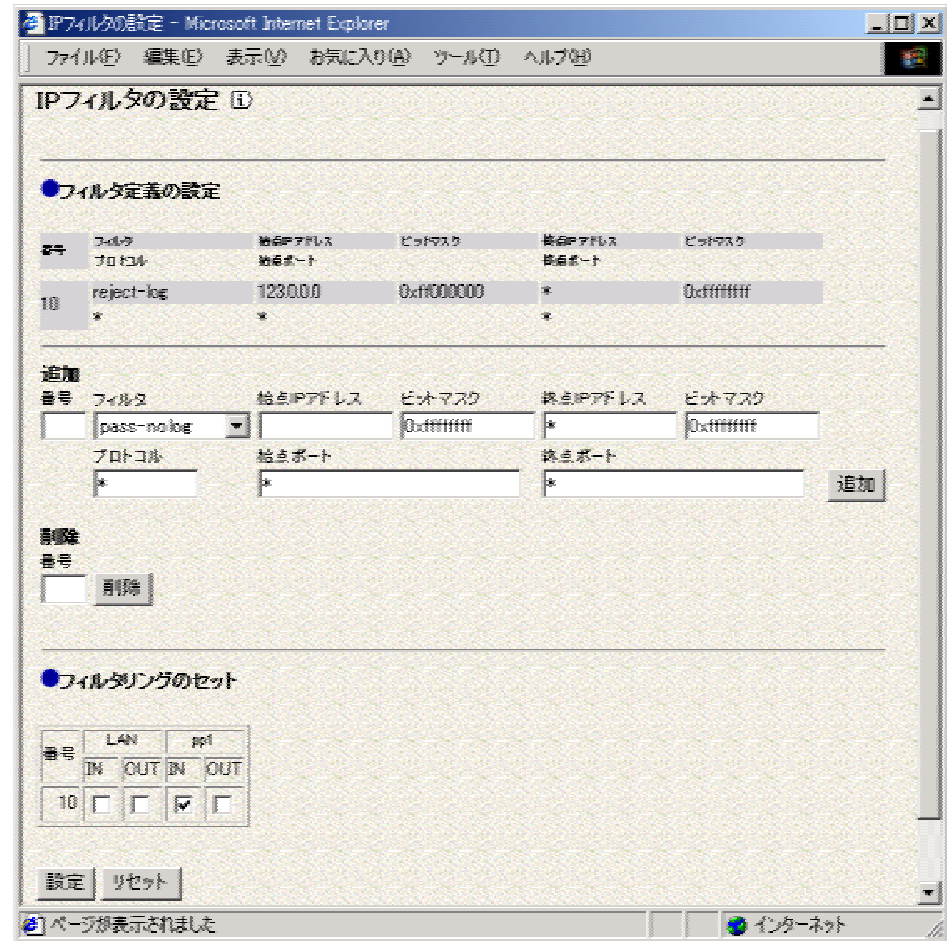 IPフィルタの設定 - Microsoft Internet Explorer
ファイル(F) 編集(E) 表示(V) お気に入り(A) ツール(T) ヘルプ(H)
IPフィルタの設定 i
●フィルタ定義の設定
番号 フィルタ 始点IPアドレス ビットマスク 終点IPアドレス ビットマスク
プロトコル 始点ポート 終点ポート
10 reject-log 123.0.0.0 0xff000000 * 0xffffffff
* * *
追加
番号 フィルタ 始点IPアドレス ビットマスク 終点IPアドレス ビットマスク
pass-nolog 0xffffffff * 0xffffffff
プロトコル 始点ポート 終点ポート
* * * 追加
削除
番号
削除
●フィルタリングのセット
番号 LAN pp1
IN OUT IN OUT
10
設定 リセット
ページが表示されました インターネット